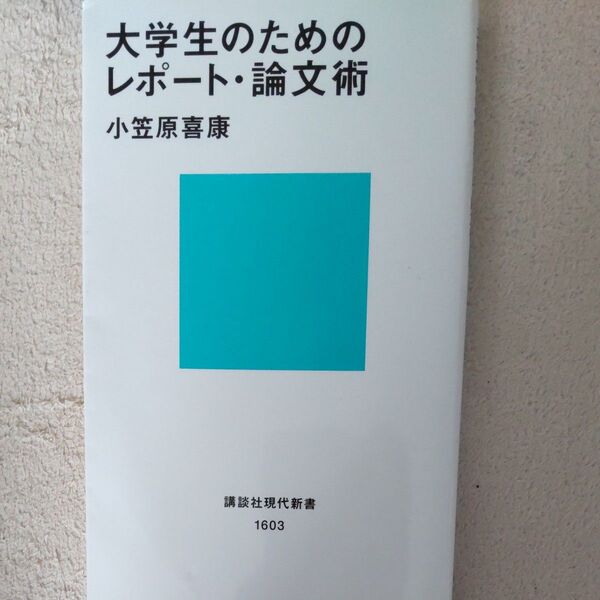 大学生のための
レポート・論文術
小笠原喜康
講談社現代新書
1603